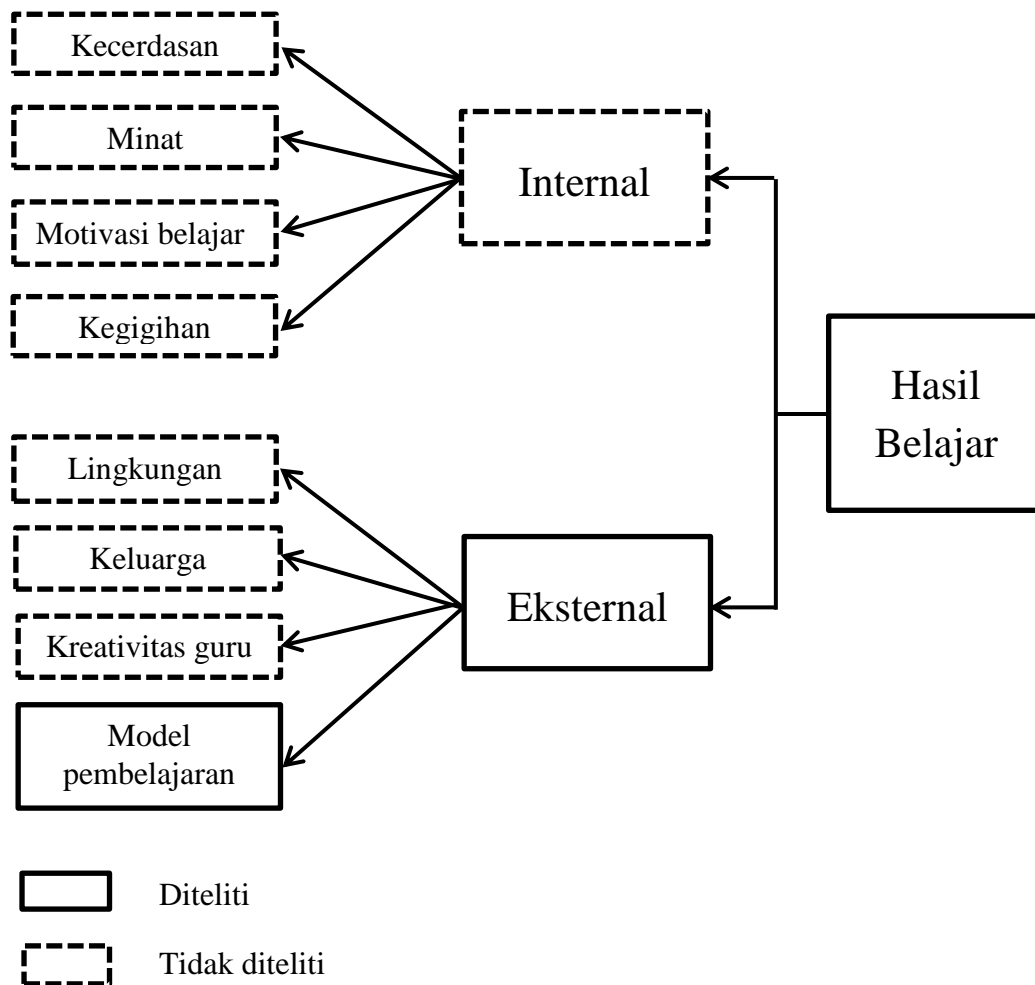 Kecerdasan
Minat
Motivasi belajar
Kegigihan
Internal
Hasil
Belajar
Lingkungan
Keluarga
Kreativitas guru
Model
pembelajaran
Eksternal
Diteliti
Tidak diteliti